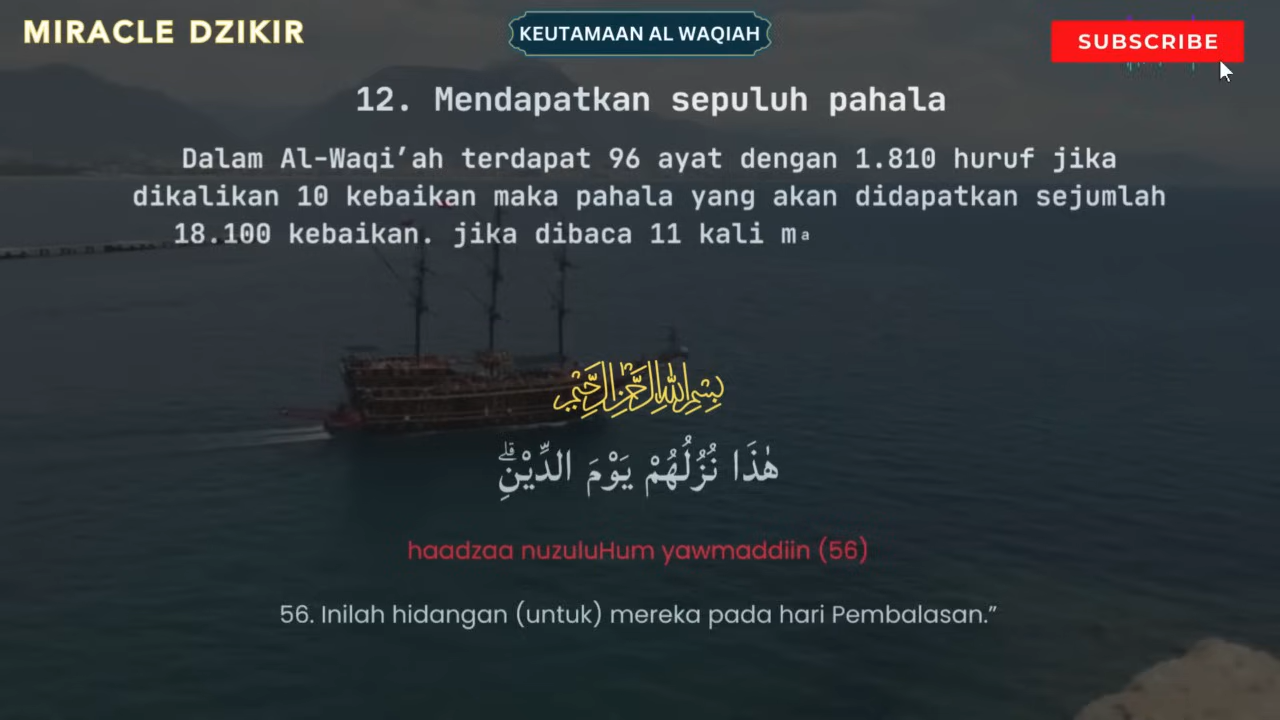 MIRACLE DZIKIR
KEUTAMAAN AL WAQIAH
SUBSCRIBE
12. Mendapatkan sepuluh pahala
Dalam Al-Waqi’ah terdapat 96 ayat dengan 1.810 huruf jika
dikalikan 10 kebaikan maka pahala yang akan didapatkan sejumlah
18.100 kebaikan. jika dibaca 11 kali ma
بِسْمِ اللهِ الرَّحْمٰنِ الرَّحِيْمِ
هٰذَا نُزُلُهُمْ يَوْمَ الدِّيْنِۗ
haadzaa nuzuluHum yawmaddiin (56)
56. Inilah hidangan (untuk) mereka pada hari Pembalasan.”